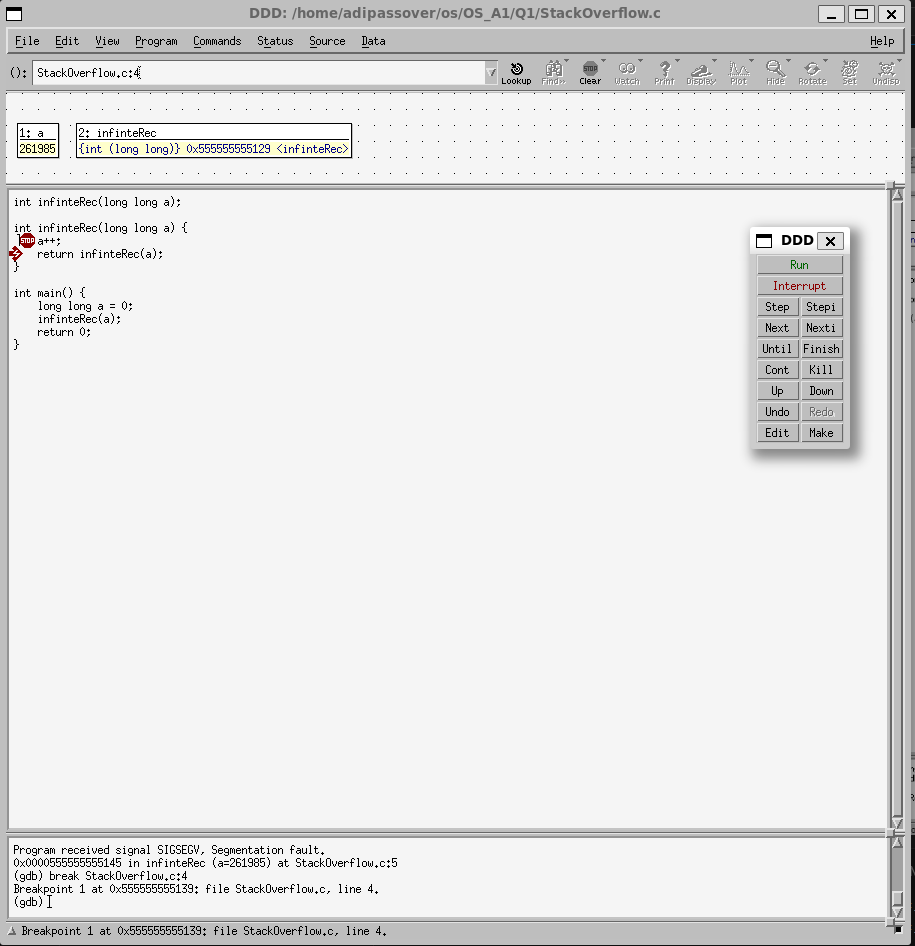 DDD: /home/adipassover/os/OS_A1/Q1/StackOverflow.c
File Edit View Program Commands Status Source Data Help
(): StackOverflow.c:4
Lookup Find>> Clear Watch Print Display Plot Hide Rotate Set Undisp
1: a
261985
2: infinteRec
{int (long long)} 0x555555555129 <infinteRec>
int infinteRec(long long a);
int infinteRec(long long a) {
STOP a++;
return infinteRec(a);
}
int main() {
long long a = 0;
infinteRec(a);
return 0;
}
DDD
Run
Interrupt
Step Stepi
Next Nexti
Until Finish
Cont Kill
Up Down
Undo Redo
Edit Make
Program received signal SIGSEGV, Segmentation fault.
0x0000555555555145 in infinteRec (a=261985) at StackOverflow.c:5
(gdb) break StackOverflow.c:4
Breakpoint 1 at 0x555555555139: file StackOverflow.c, line 4.
(gdb)
Breakpoint 1 at 0x555555555139: file StackOverflow.c, line 4.